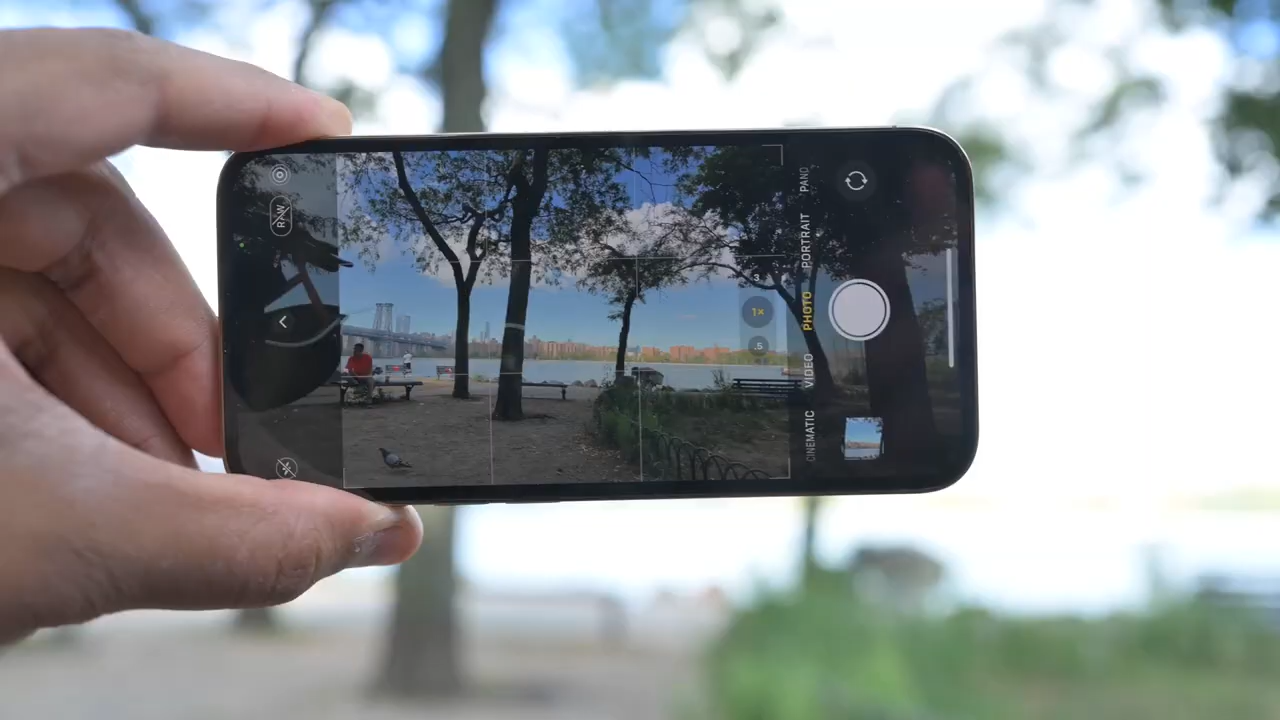 RAW
PANO
PORTRAIT
PHOTO
VIDEO
CINEMATIC
3
1×
.5